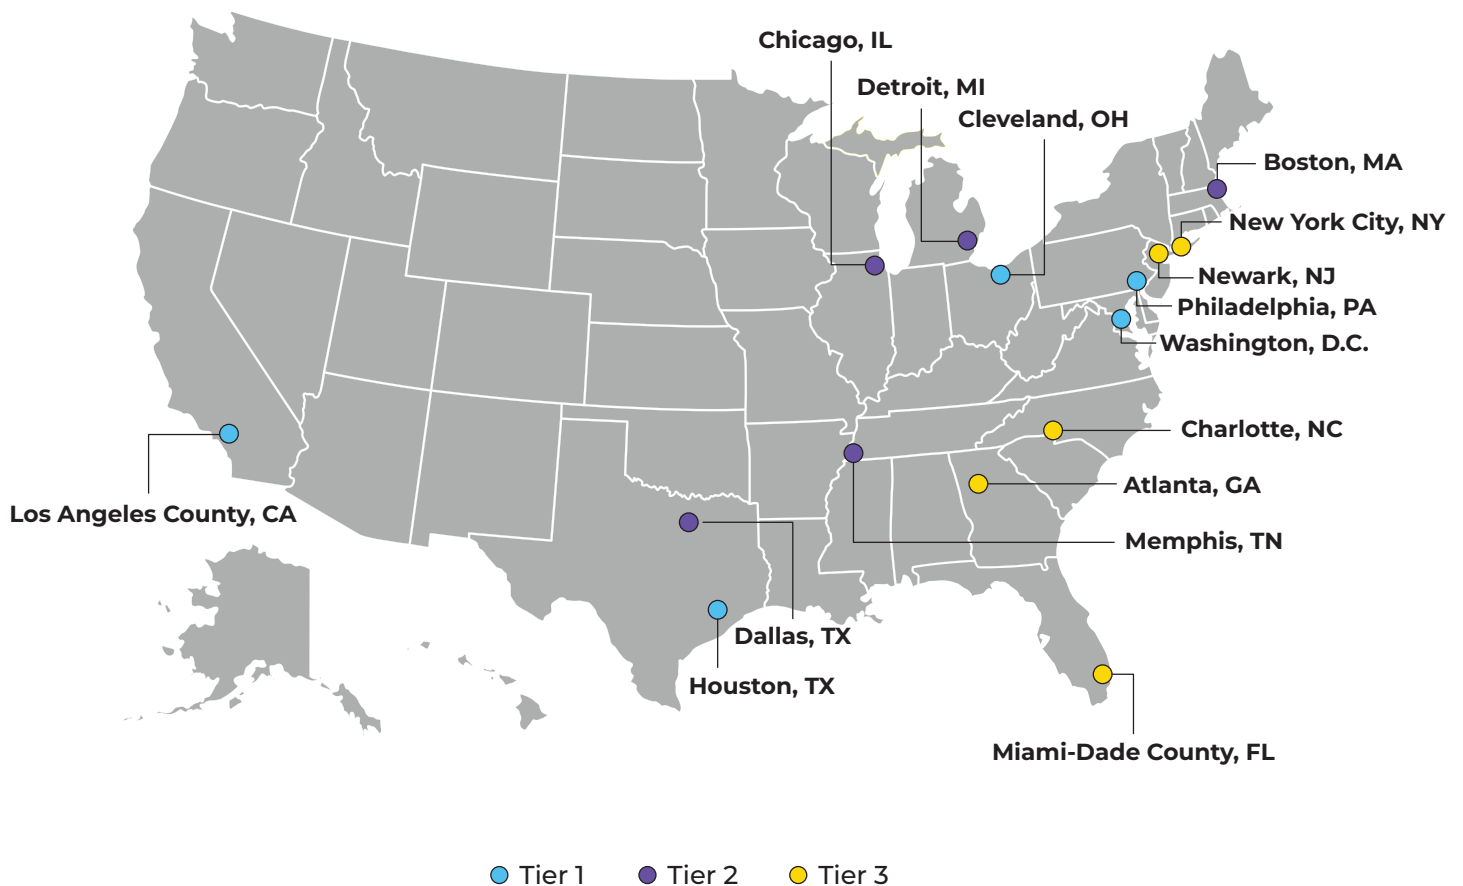 Chicago, IL
Detroit, MI
Cleveland, OH
Boston, MA
New York City, NY
Newark, NJ
Philadelphia, PA
Washington, D.C.
Charlotte, NC
Atlanta, GA
Los Angeles County, CA
Memphis, TN
Dallas, TX
Houston, TX
Miami-Dade County, FL
Tier 1
Tier 2
Tier 3